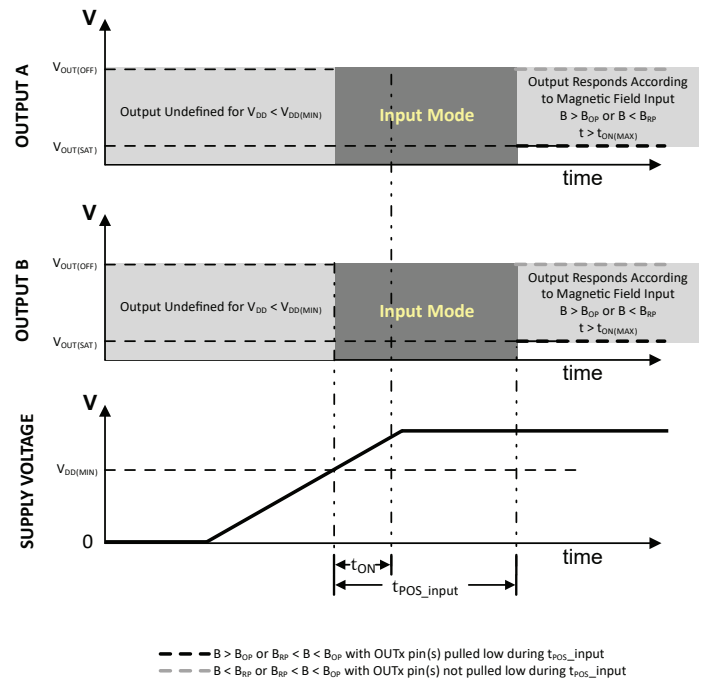 V
OUTPUT A
VOUT(OFF)
Output Undefined for VDD < VDD(MIN)
Input Mode
Output Responds According
to Magnetic Field Input
B > BOP or B < BRP
t > tON(MAX)
VOUT(SAT)
time
V
OUTPUT B
VOUT(OFF)
Output Undefined for VDD < VDD(MIN)
Input Mode
Output Responds According
to Magnetic Field Input
B > BOP or B < BRP
t > tON(MAX)
VOUT(SAT)
time
V
SUPPLY VOLTAGE
VDD(MIN)
0
time
tON
tPOS_input
B > BOP or BRP < B < BOP with OUTx pin(s) pulled low during tPOS_input
B < BRP or BRP < B < BOP with OUTx pin(s) not pulled low during tPOS_input